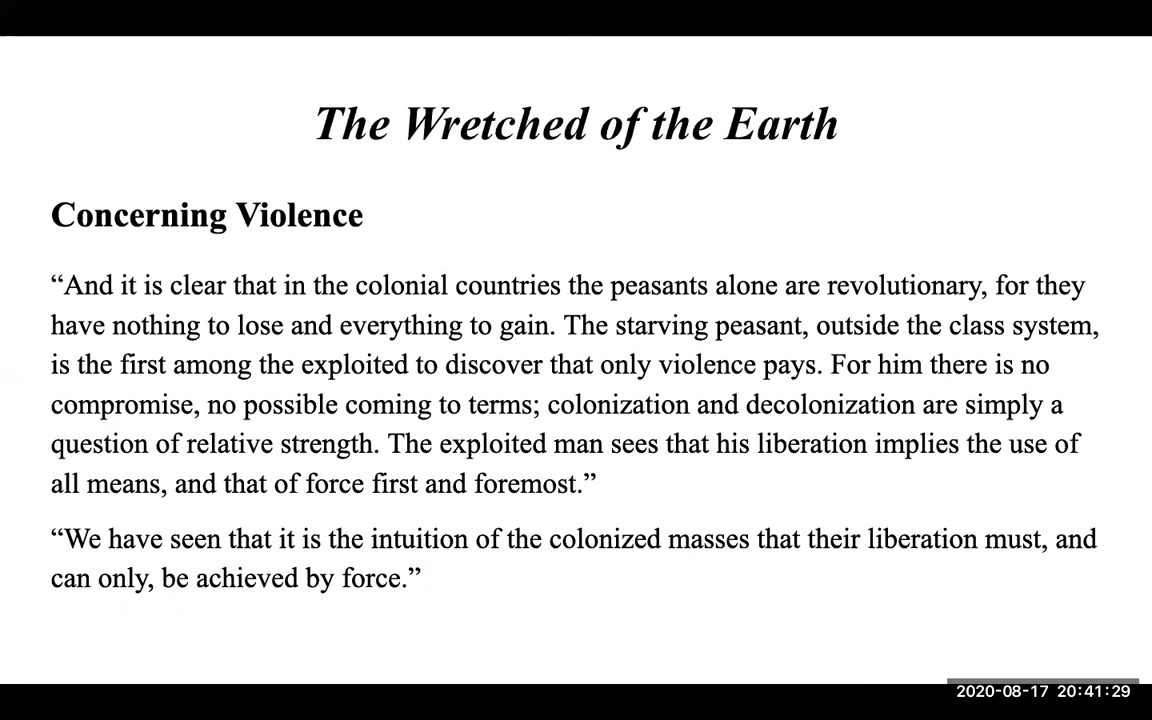 The Wretched of the Earth
Concerning Violence
“And it is clear that in the colonial countries the peasants alone are revolutionary, for they
have nothing to lose and everything to gain. The starving peasant, outside the class system,
is the first among the exploited to discover that only violence pays. For him there is no
compromise, no possible coming to terms; colonization and decolonization are simply a
question of relative strength. The exploited man sees that his liberation implies the use of
all means, and that of force first and foremost.”
“We have seen that it is the intuition of the colonized masses that their liberation must, and
can only, be achieved by force.”
2020-08-17 20:41:29